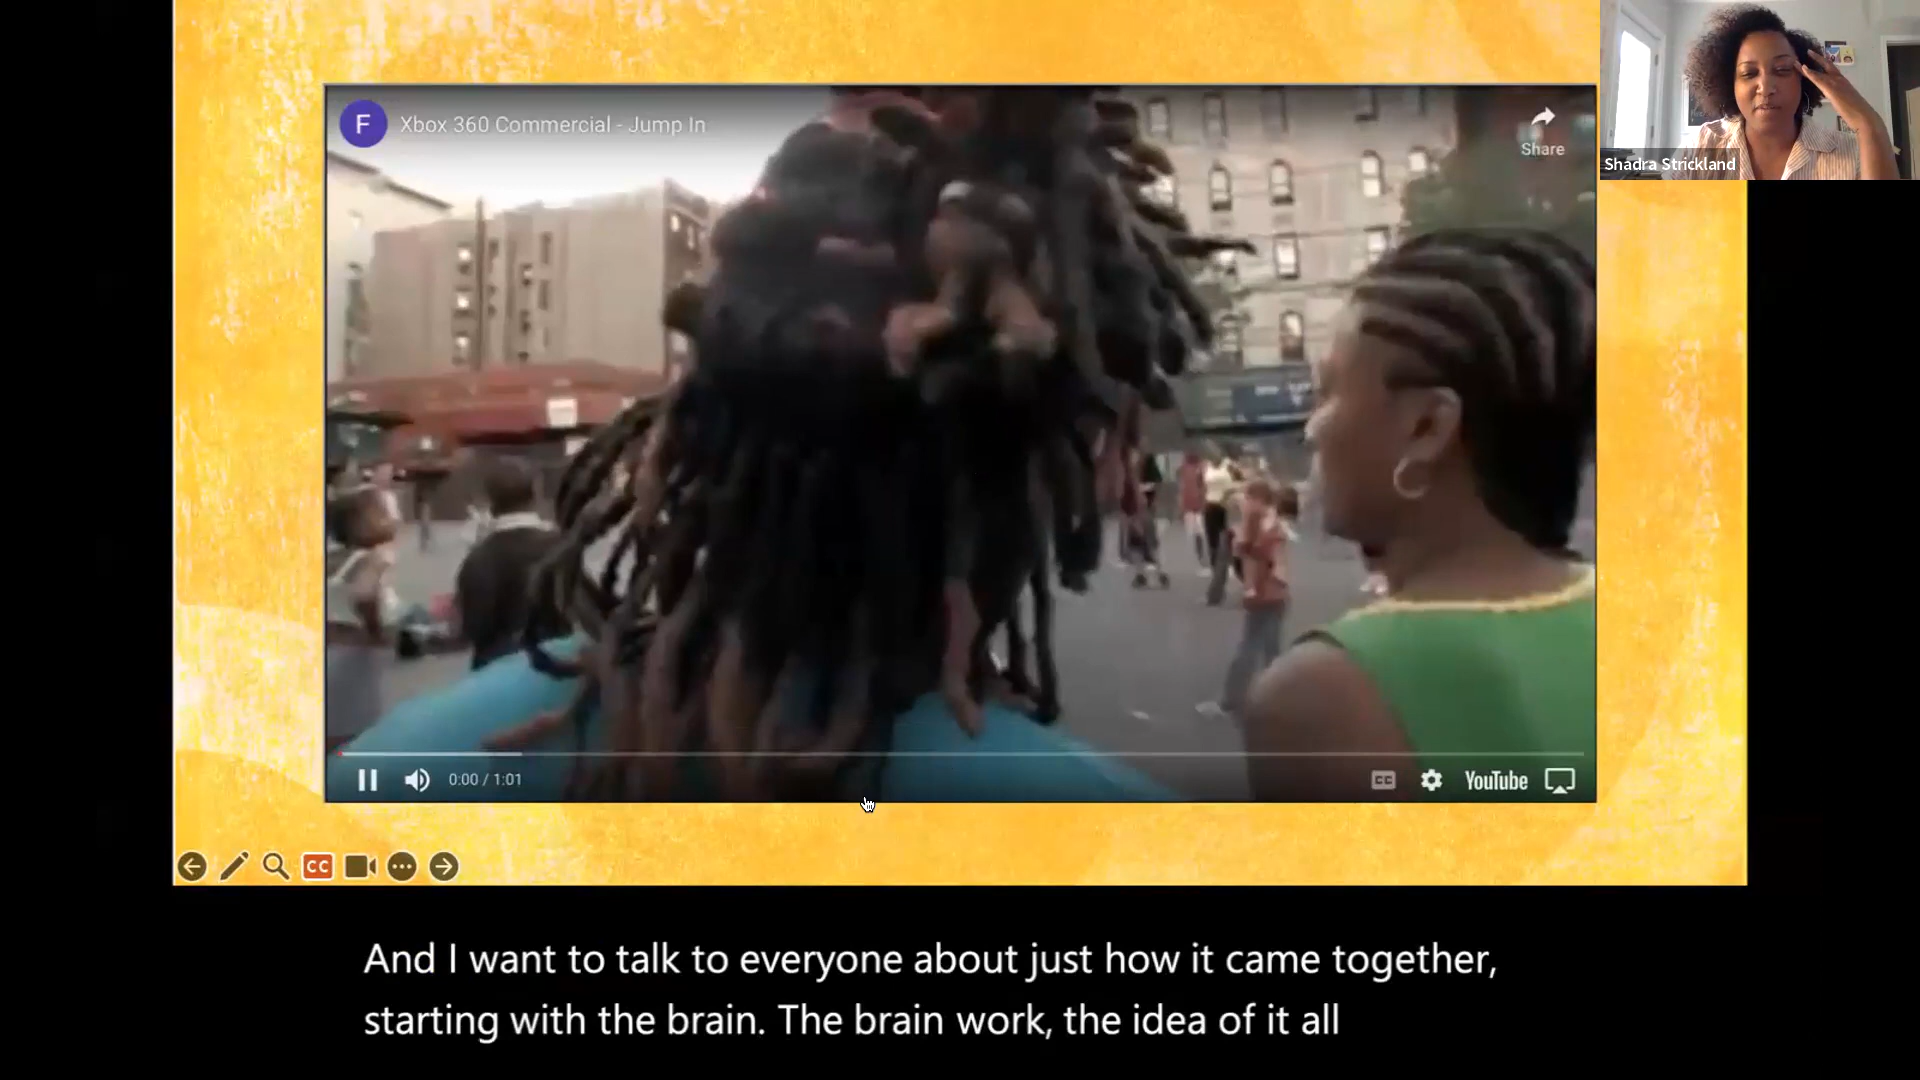 F
Xbox 360 Commercial - Jump In
Share
Shadra Strickland
0:00 / 1:01
CC
YouTube
CC
And I want to talk to everyone about just how it came together,
starting with the brain. The brain work, the idea of it all